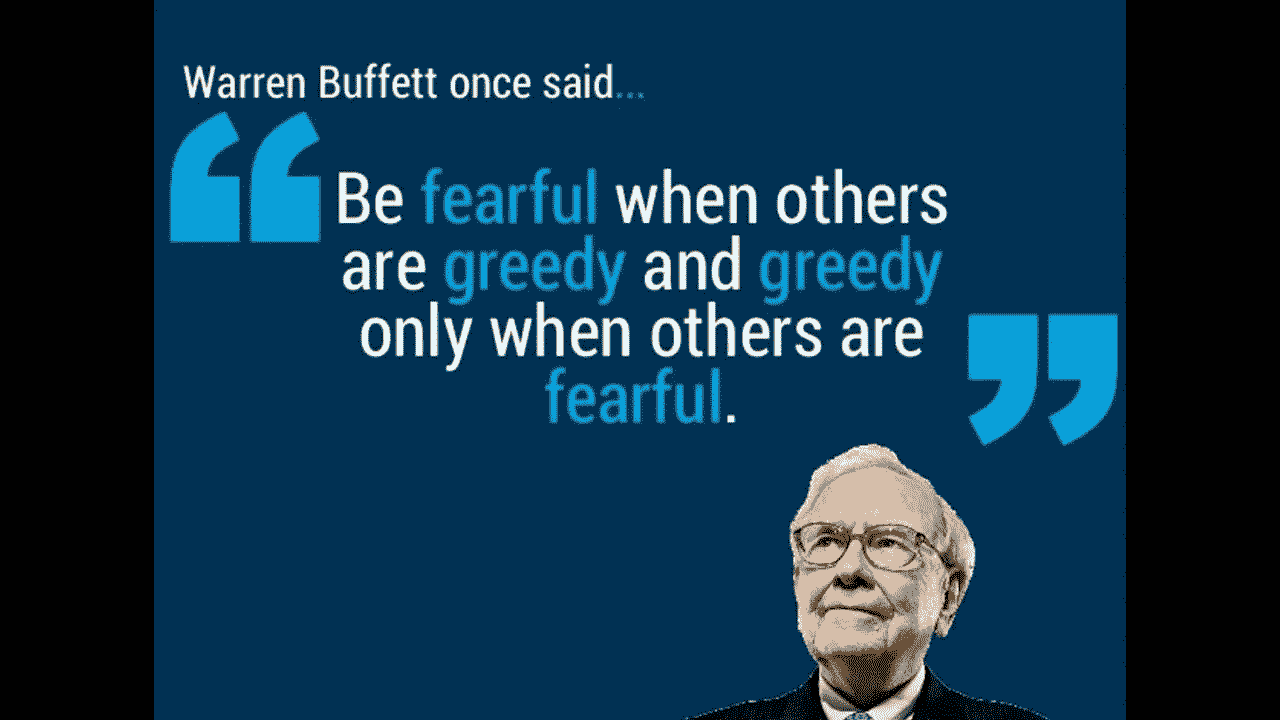 Warren Buffett once said...
“Be fearful when others
are greedy and greedy
only when others are
fearful.”